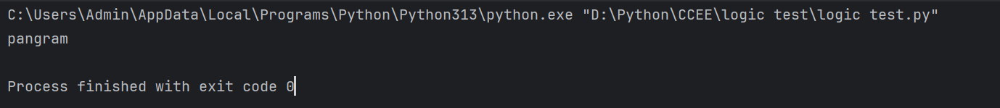 C:\Users\Admin\AppData\Local\Programs\Python\Python313\python.exe "D:\Python\CCEE\logic test\logic test.py"
pangram
Process finished with exit code 0